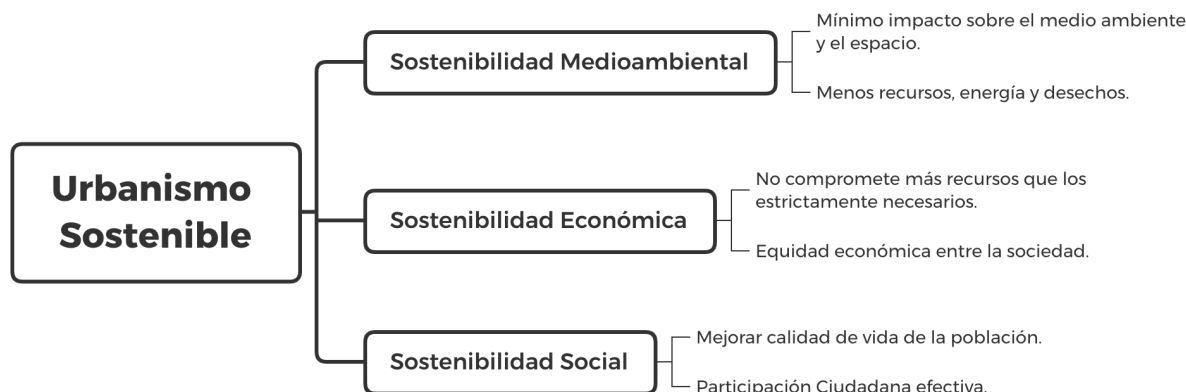 Urbanismo
Sostenible
Sostenibilidad Medioambiental
Mínimo impacto sobre el medio ambiente
y el espacio.
Menos recursos, energía y desechos.
Sostenibilidad Económica
No compromete más recursos que los
estrictamente necesarios.
Equidad económica entre la sociedad.
Sostenibilidad Social
Mejorar calidad de vida de la población.
Participación Ciudadana efectiva.